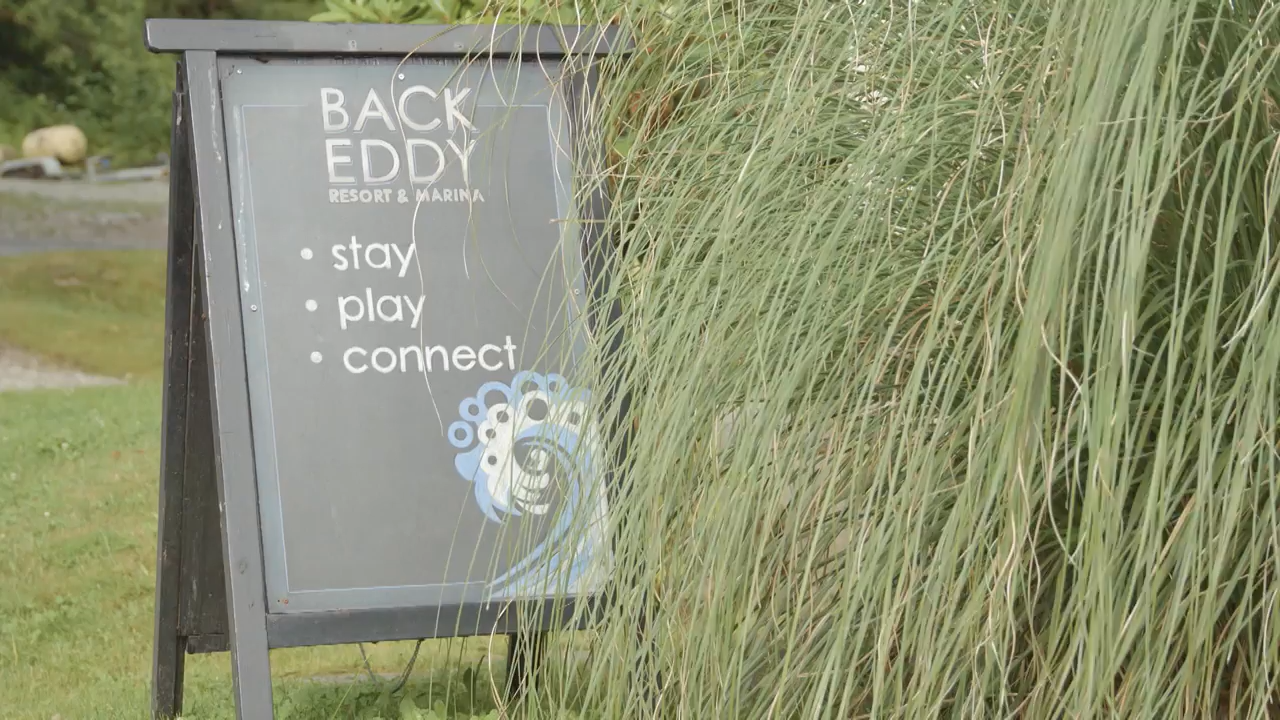 BACK
EDDY
RESORT & MARINA
• stay
• play
• connect